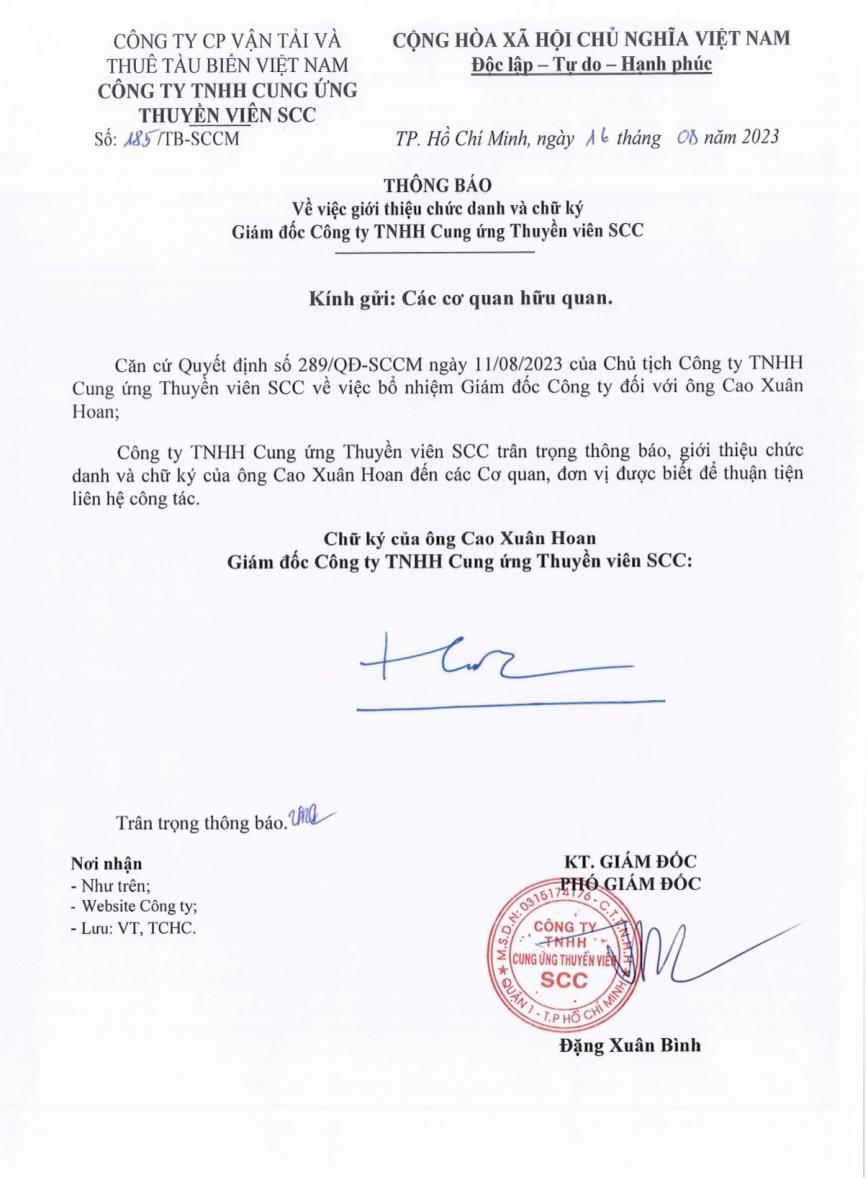 CÔNG TY CP VẬN TẢI VÀ
THUÊ TÀU BIỂN VIỆT NAM
CÔNG TY TNHH CUNG ỨNG
THUYỀN VIÊN SCC
Số: 185/TB-SCCM
CỘNG HÒA XÃ HỘI CHỦ NGHĨA VIỆT NAM
Độc lập – Tự do – Hạnh phúc
TP. Hồ Chí Minh, ngày 16 tháng 08 năm 2023
THÔNG BÁO
Về việc giới thiệu chức danh và chữ ký
Giám đốc Công ty TNHH Cung ứng Thuyền viên SCC
Kính gửi: Các cơ quan hữu quan.
Căn cứ Quyết định số 289/QĐ-SCCM ngày 11/08/2023 của Chủ tịch Công ty TNHH
Cung ứng Thuyền viên SCC về việc bổ nhiệm Giám đốc Công ty đối với ông Cao Xuân
Hoan;
Công ty TNHH Cung ứng Thuyền viên SCC trân trọng thông báo, giới thiệu chức
danh và chữ ký của ông Cao Xuân Hoan đến các Cơ quan, đơn vị được biết để thuận tiện
liên hệ công tác.
Chữ ký của ông Cao Xuân Hoan
Giám đốc Công ty TNHH Cung ứng Thuyền viên SCC:
Trân trọng thông báo.
Nơi nhận
- Như trên;
- Website Công ty;
- Lưu: VT, TCHC.
KT. GIÁM ĐỐC
PHÓ GIÁM ĐỐC
M.S.D.N: 0315174176 - C.T.T.N.H.H
CÔNG TY
TNHH
CUNG ỨNG THUYỀN VIÊN
SCC
QUẬN 1 - T.P HỒ CHÍ MINH
Đặng Xuân Bình